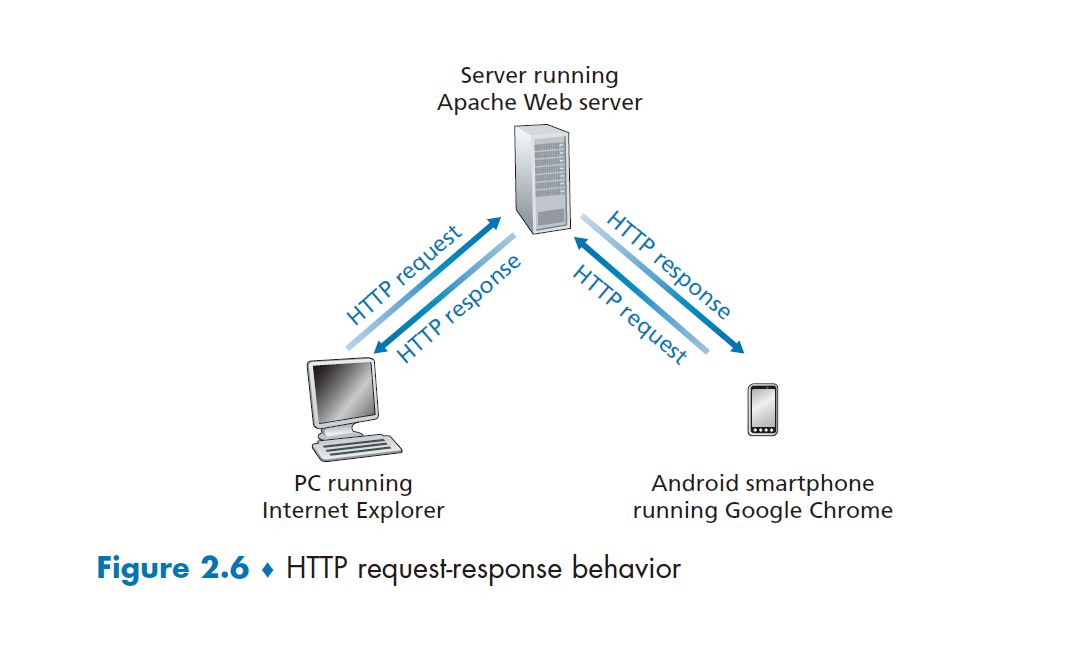 Server running
Apache Web server
HTTP request
HTTP response
HTTP response
HTTP request
PC running
Internet Explorer
Android smartphone
running Google Chrome
Figure 2.6 ♦ HTTP request-response behavior